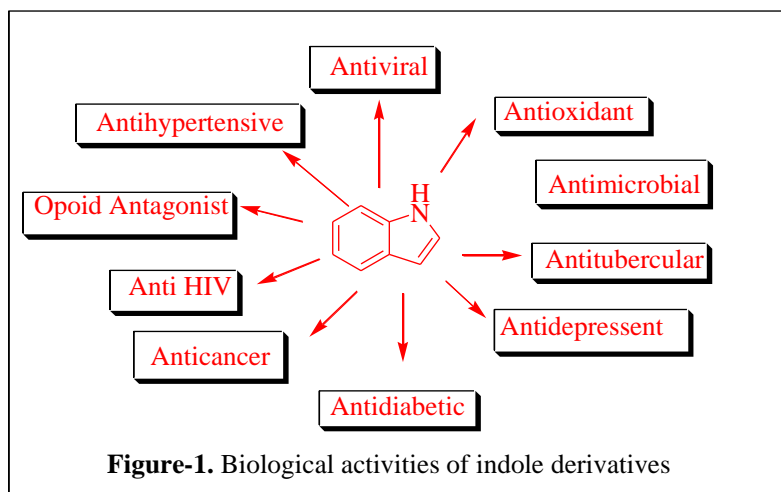 Antiviral
Antihypertensive
Antioxidant
Antimicrobial
Opoid Antagonist
H
N
Antitubercular
Anti HIV
Antidepressent
Anticancer
Antidiabetic
Figure-1. Biological activities of indole derivatives